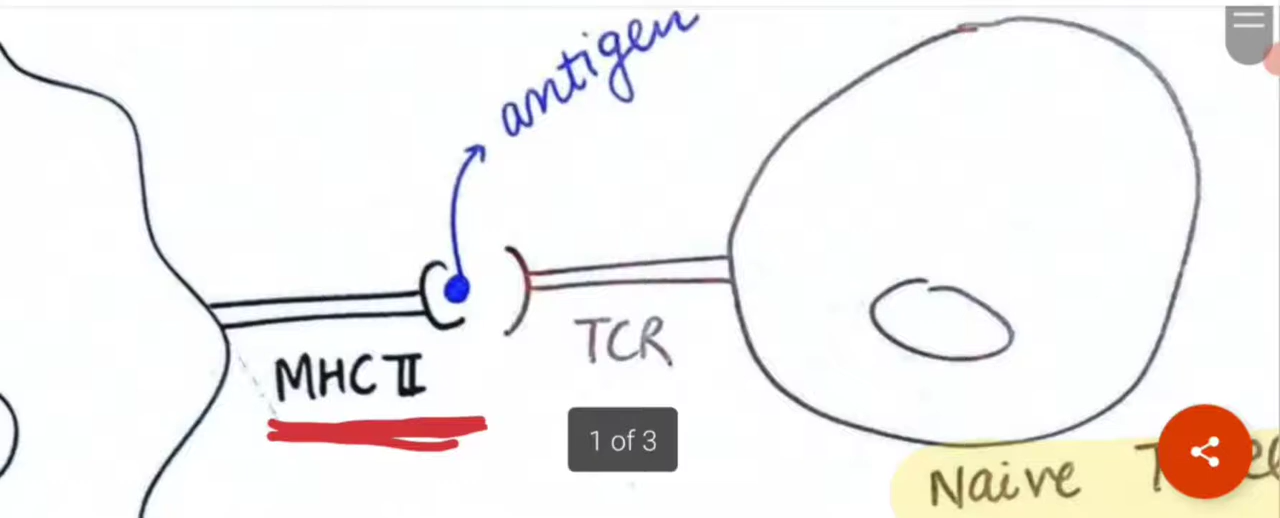 antigen
TCR
MHC II
1 of 3
Naive